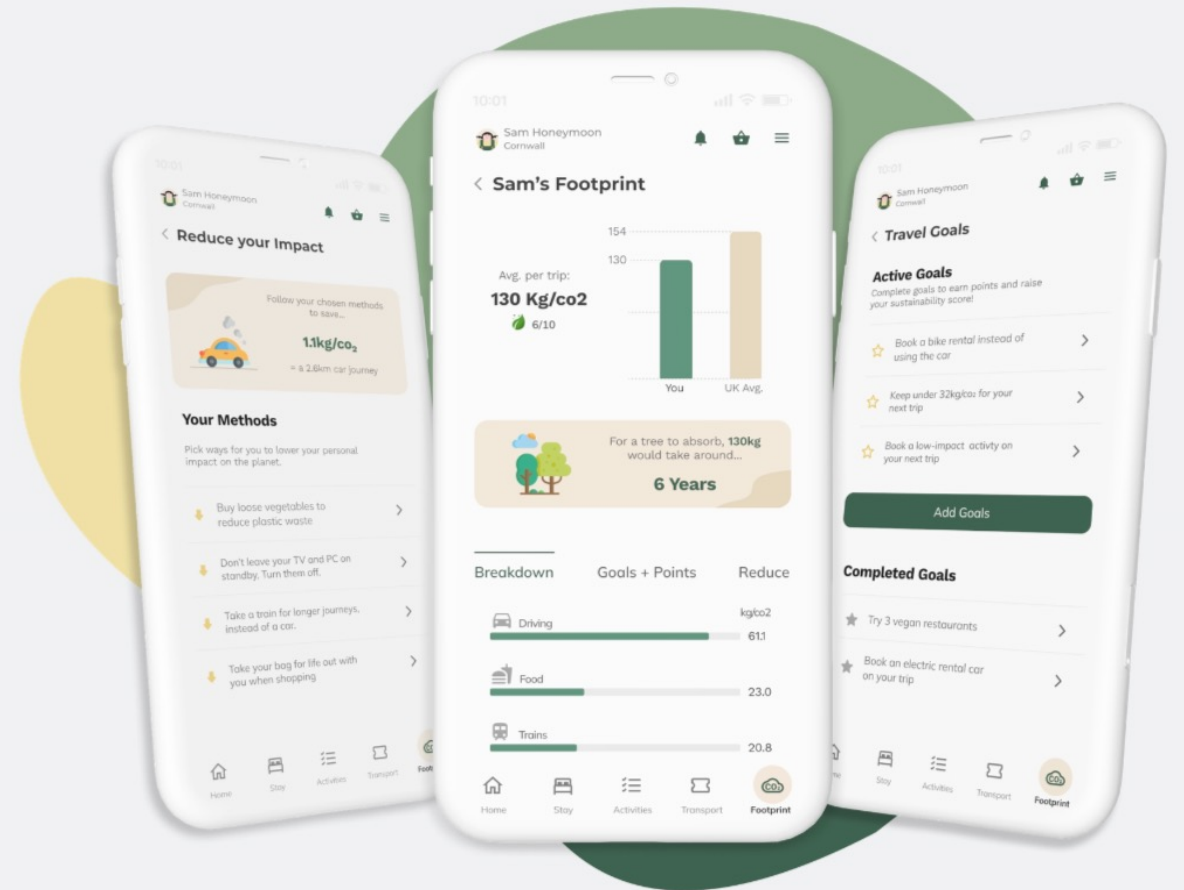 10:01
Sam Honeymoon
Cornwall
Reduce your Impact
Follow your chosen methods
to save...
1.1kg/co₂
= a 2.6km car journey
Your Methods
Pick ways for you to lower your personal
impact on the planet.
Buy loose vegetables to
reduce plastic waste
Don't leave your TV and PC on
standby. Turn them off.
Take a train for longer journeys,
instead of a car.
Take your bag for life out with
you when shopping
Home
Stay
Activities
Transport
10:01
Sam Honeymoon
Cornwall
Sam's Footprint
Avg. per trip:
130 Kg/co2
6/10
154
130
You
UK Avg.
For a tree to absorb, 130kg
would take around...
6 Years
Breakdown
Goals + Points
Reduce
kg/co2
Driving
61.1
Food
23.0
Trains
20.8
Home
Stay
Activities
Transport
CO₂
Footprint
10:01
Sam Honeymoon
Cornwall
Travel Goals
Active Goals
Complete goals to earn points and raise
your sustainability score!
Book a bike rental instead of
using the car
Keep under 32kg/co₂ for your
next trip
Book a low-impact activty on
your next trip
Add Goals
Completed Goals
Try 3 vegan restaurants
Book an electric rental car
on your trip
Stay
Activities
Transport
CO₂
Footprint